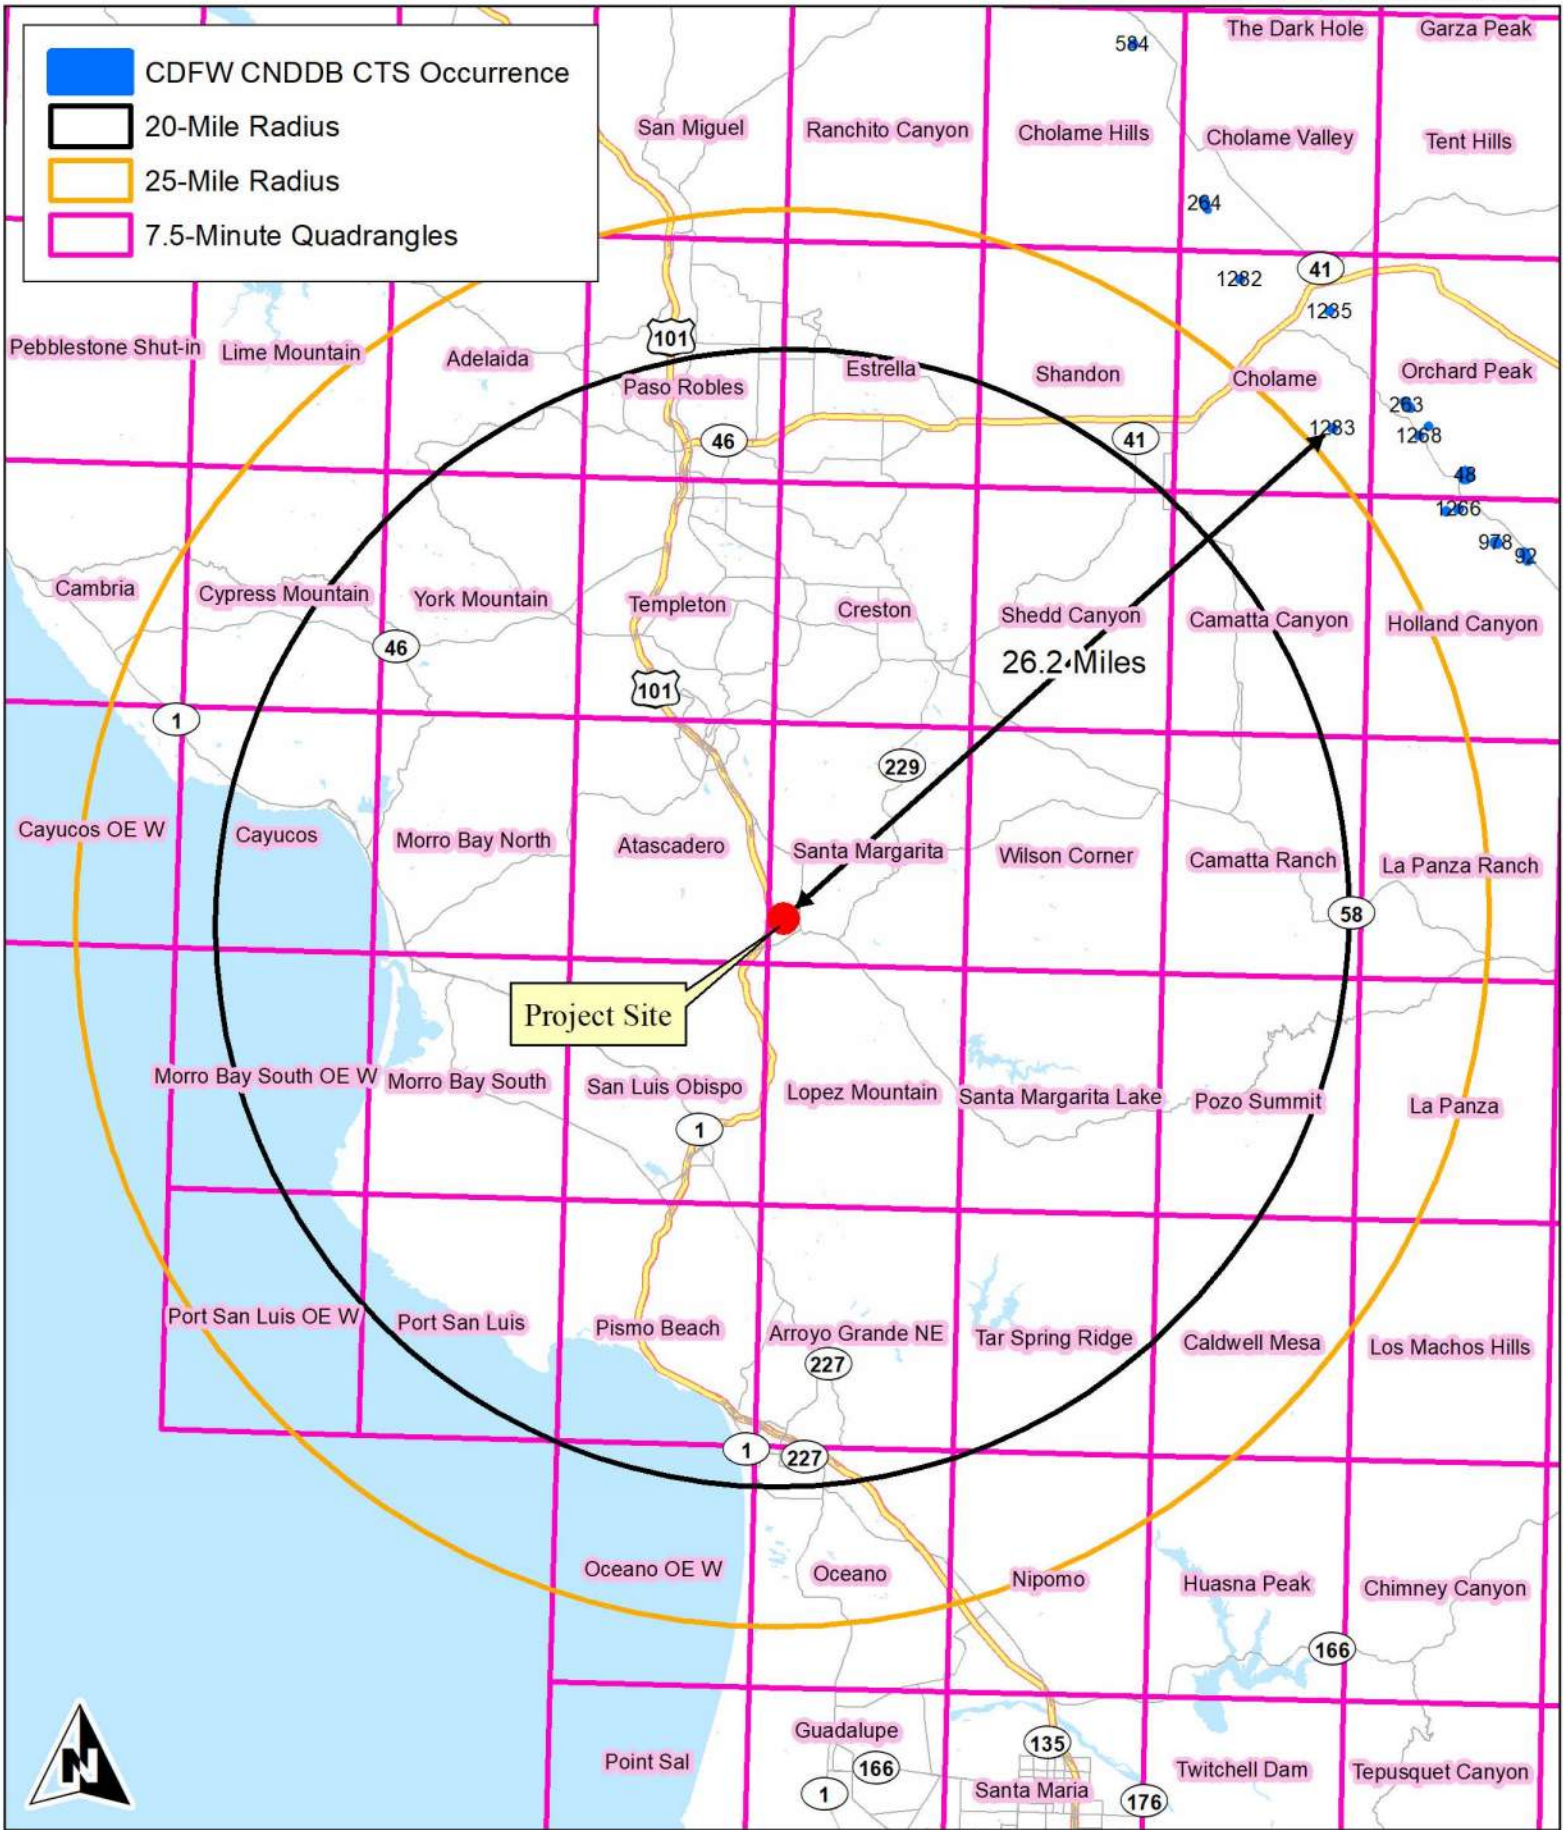 CDFW CNDDB CTS Occurrence
20-Mile Radius
25-Mile Radius
7.5-Minute Quadrangles
584
The Dark Hole
Garza Peak
San Miguel
Ranchito Canyon
Cholame Hills
Cholame Valley
Tent Hills
264
1282
41
1235
101
Pebblestone Shut-in
Lime Mountain
Adelaida
Paso Robles
Estrella
Shandon
Cholame
Orchard Peak
263
46
41
1283
1268
48
1266
978
92
Cambria
Cypress Mountain
York Mountain
Templeton
Creston
Shedd Canyon
Camatta Canyon
Holland Canyon
46
26.2 Miles
101
1
229
Cayucos OE W
Cayucos
Morro Bay North
Atascadero
Santa Margarita
Wilson Corner
Camatta Ranch
La Panza Ranch
58
Project Site
Morro Bay South OE W
Morro Bay South
San Luis Obispo
Lopez Mountain
Santa Margarita Lake
Pozo Summit
La Panza
1
Port San Luis OE W
Port San Luis
Pismo Beach
Arroyo Grande NE
Tar Spring Ridge
Caldwell Mesa
Los Machos Hills
227
1
227
Oceano OE W
Oceano
Nipomo
Huasna Peak
Chimney Canyon
166
N
Point Sal
Guadalupe
166
1
135
Santa Maria
176
Twitchell Dam
Tepusquet Canyon